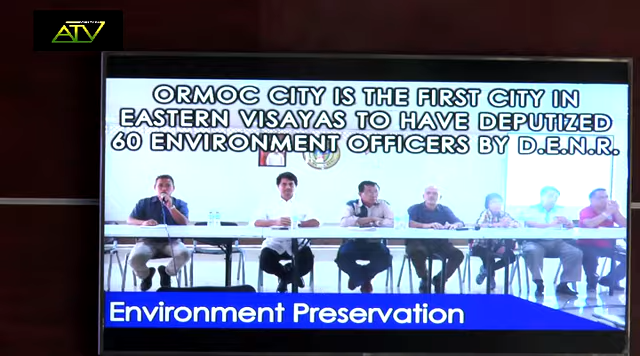 ATV
ORMOC CITY IS THE FIRST CITY IN
EASTERN VISAYAS TO HAVE DEPUTIZED
60 ENVIRONMENT OFFICERS BY D.E.N.R.
Environment Preservation